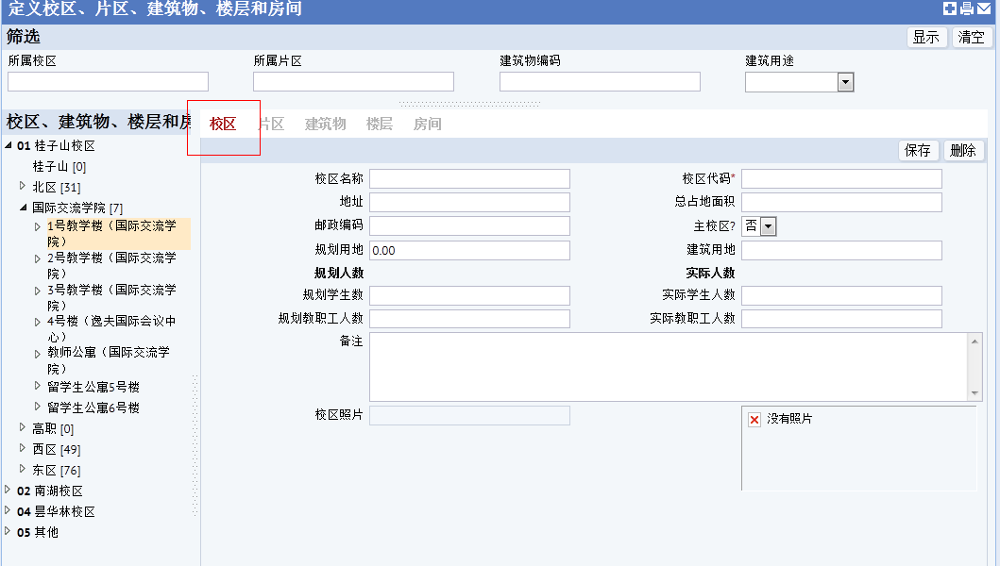 定义校区、片区、建筑物、楼层和房间
筛选
显示 清空
所属校区 所属片区 建筑物编码 建筑用途
校区、建筑物、楼层和房
校区 片区 建筑物 楼层 房间
保存 删除
01 桂子山校区
桂子山 [0]
北区 [31]
国际交流学院 [7]
1号教学楼（国际交流学
院）
2号教学楼（国际交流学
院）
3号教学楼（国际交流学
院）
4号楼（逸夫国际会议中
心）
教师公寓（国际交流学
院）
留学生公寓5号楼
留学生公寓6号楼
高职 [0]
西区 [49]
东区 [76]
02 南湖校区
04 昙华林校区
05 其他
校区名称 校区代码*
地址 总占地面积
邮政编码 主校区? 否
规划用地 0.00 建筑用地
规划人数 实际人数
规划学生数 实际学生人数
规划教职工人数 实际教职工人数
备注
校区照片 没有照片